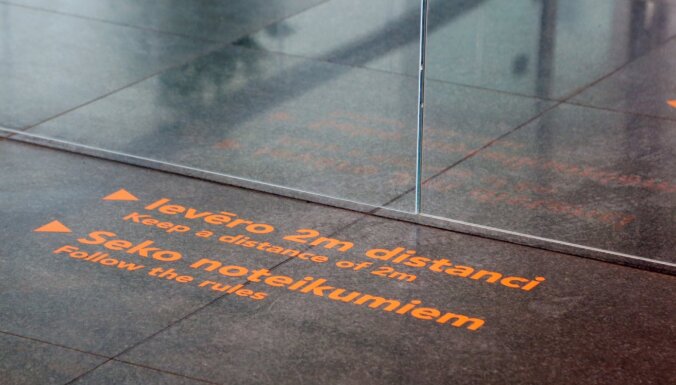 Ievēro 2m distanci
Keep a distance of 2m
Seko noteikumiem
Follow the rules